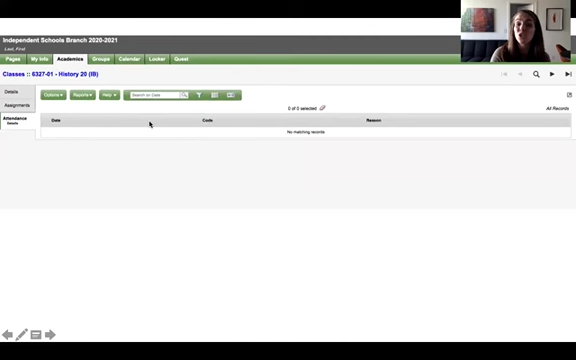 Independent Schools Branch 2020-2021
Last, First
Pages My Info Academics Groups Calendar Locker Quest
Classes :: 6327-01 - History 20 (IB)
Details
Assignments
Attendance
Details
Options Reports Help Search on Date
0 of 0 selected All Records
Date Code Reason
No matching records